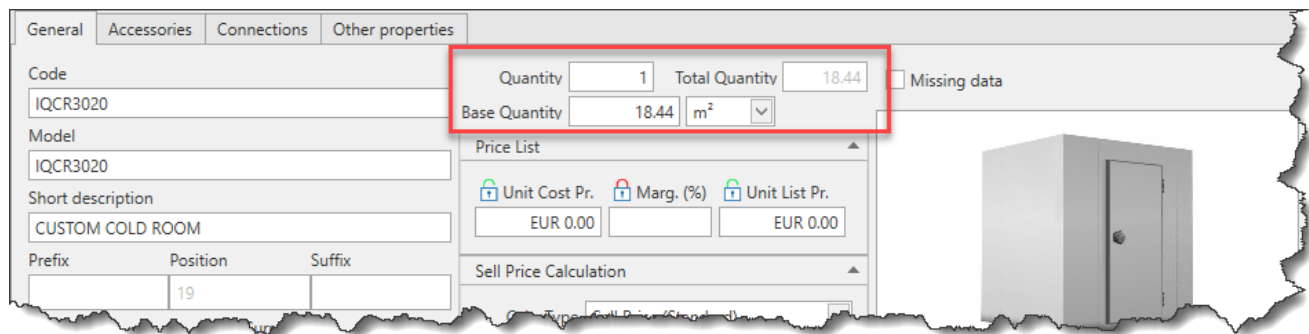 General Accessories Connections Other properties
Code
IQCR3020
Model
IQCR3020
Short description
CUSTOM COLD ROOM
Prefix Position Suffix
19
Quantity 1 Total Quantity 18.44
Base Quantity 18.44 m²
Missing data
Price List
Unit Cost Pr. Marg. (%) Unit List Pr.
EUR 0.00 EUR 0.00
Sell Price Calculation